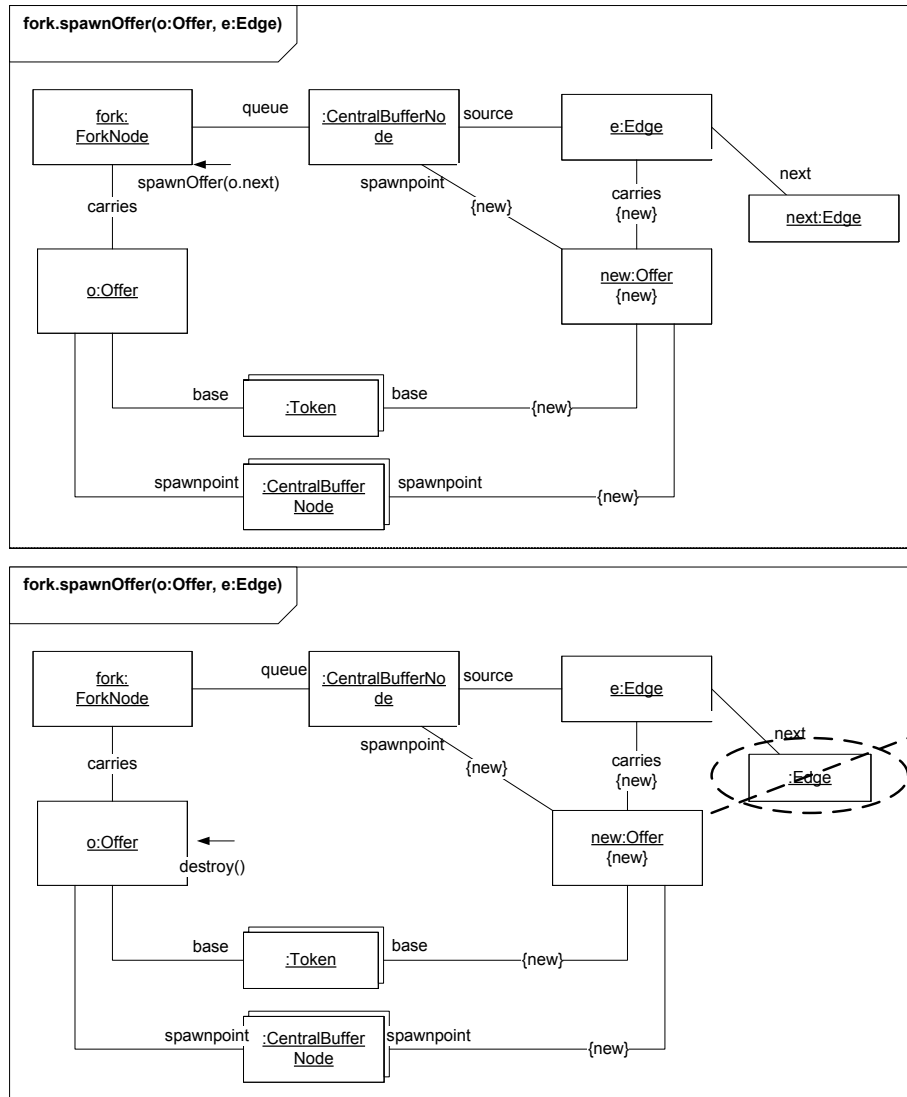 fork.spawnOffer(o:Offer, e:Edge)
fork:
ForkNode
queue
:CentralBufferNo
de
source
e:Edge
spawnOffer(o.next)
carries
spawnpoint
{new}
carries
{new}
next
next:Edge
o:Offer
new:Offer
{new}
base
:Token
base
{new}
spawnpoint
:CentralBuffer
Node
spawnpoint
{new}
fork.spawnOffer(o:Offer, e:Edge)
fork:
ForkNode
queue
:CentralBufferNo
de
source
e:Edge
carries
spawnpoint
{new}
carries
{new}
next
:Edge
o:Offer
destroy()
new:Offer
{new}
base
:Token
base
{new}
spawnpoint
:CentralBuffer
Node
spawnpoint
{new}